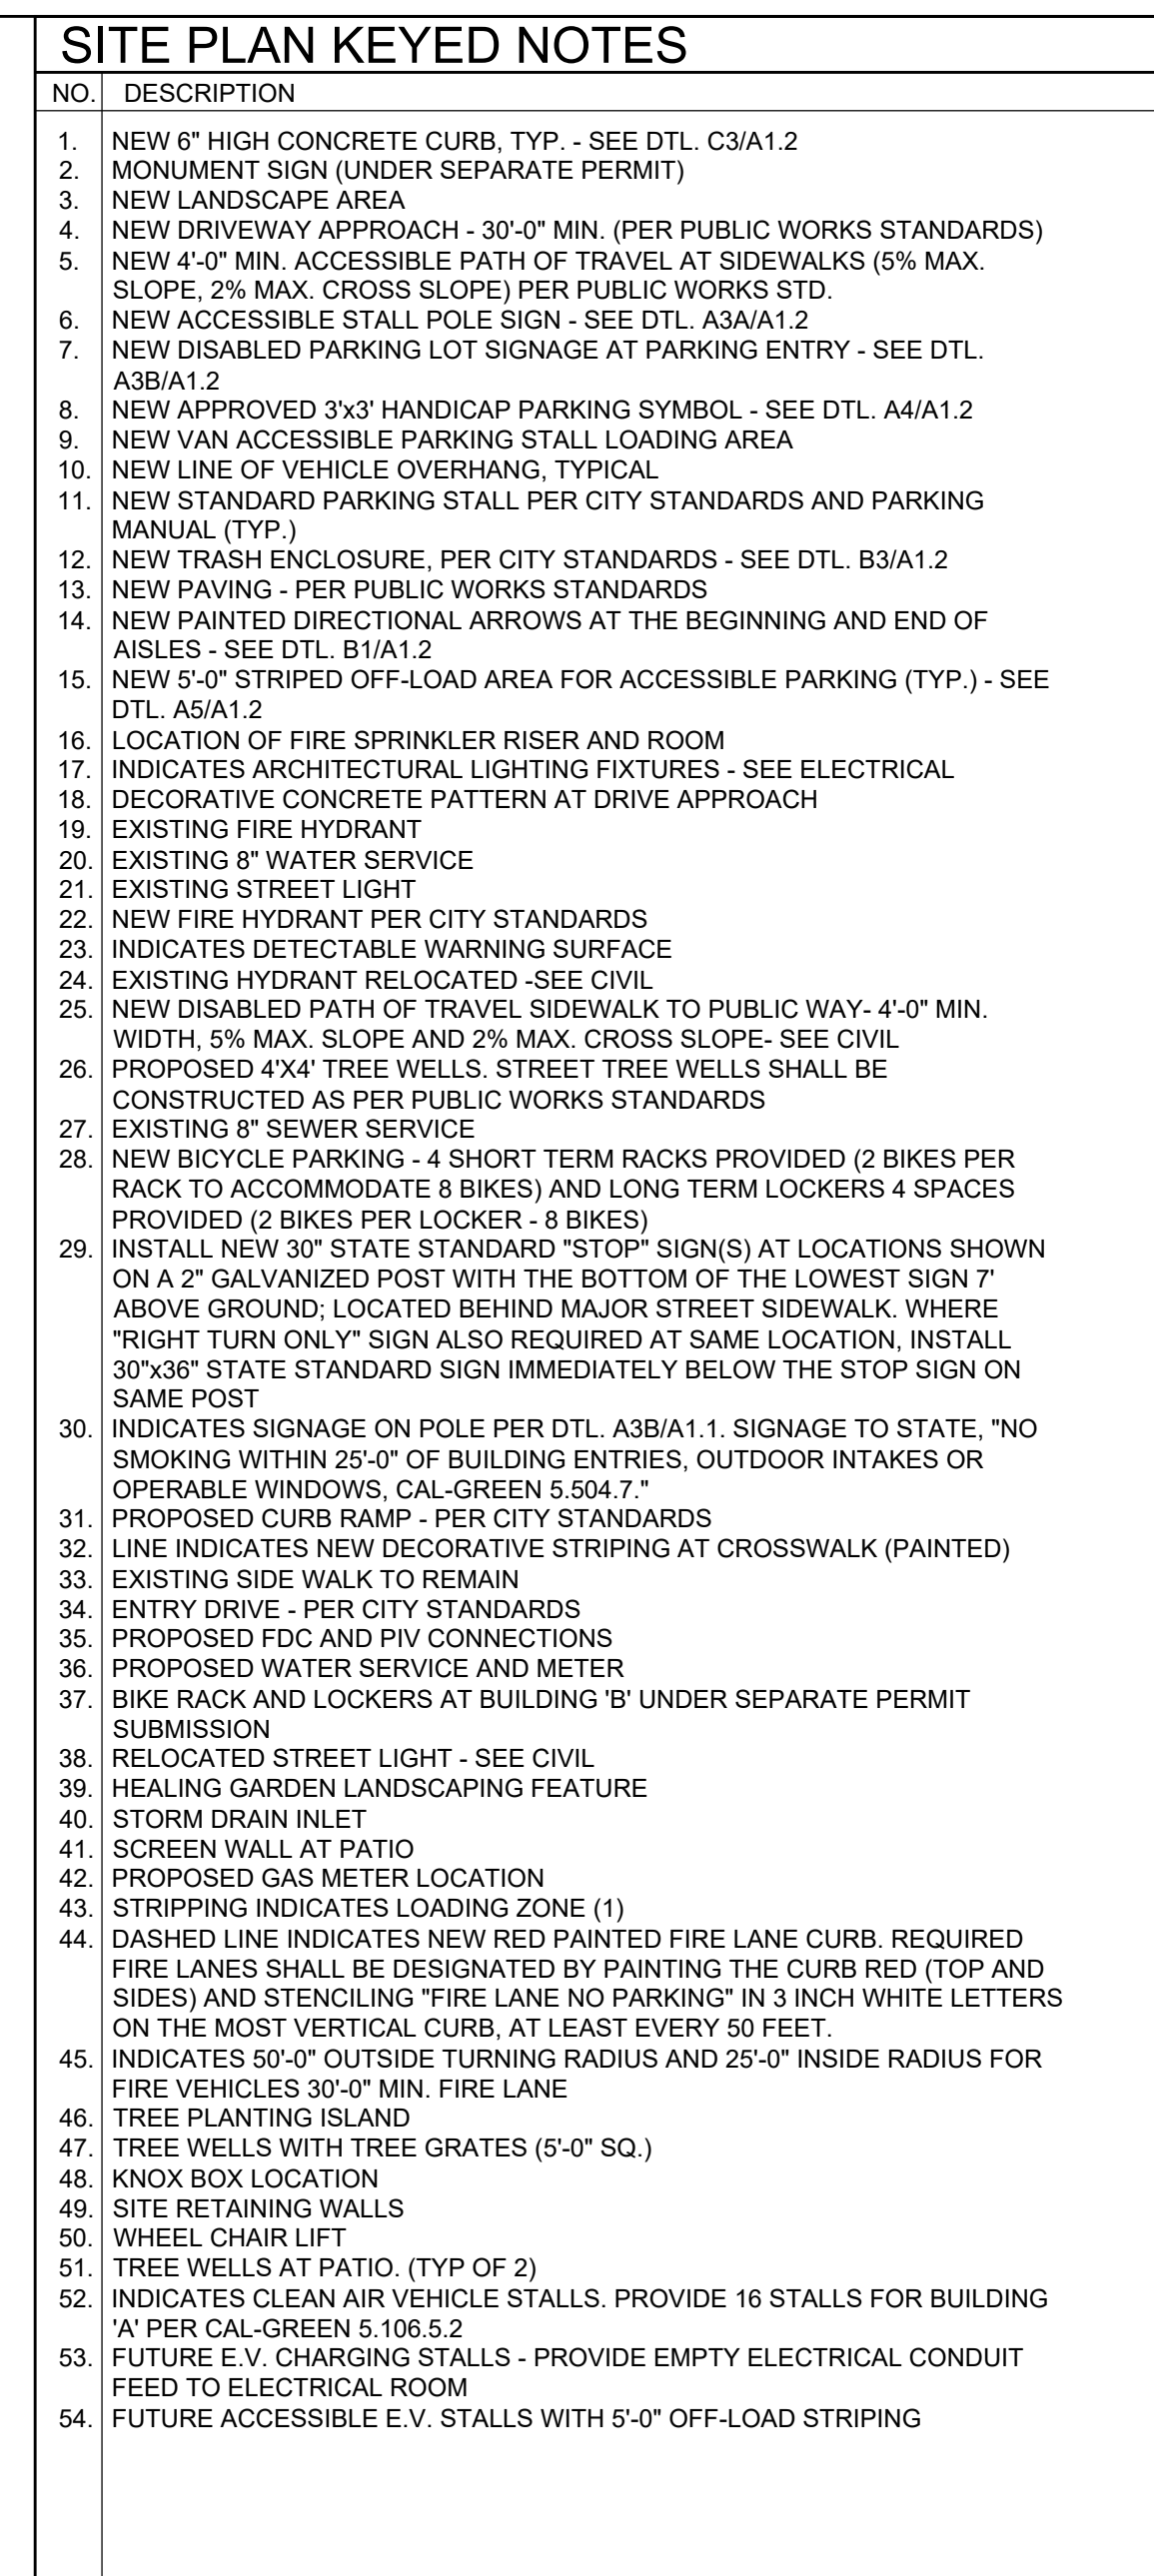 SITE PLAN KEYED NOTES
NO. DESCRIPTION
1. NEW 6" HIGH CONCRETE CURB, TYP. - SEE DTL. C3/A1.2
2. MONUMENT SIGN (UNDER SEPARATE PERMIT)
3. NEW LANDSCAPE AREA
4. NEW DRIVEWAY APPROACH - 30'-0" MIN. (PER PUBLIC WORKS STANDARDS)
5. NEW 4'-0" MIN. ACCESSIBLE PATH OF TRAVEL AT SIDEWALKS (5% MAX.
SLOPE, 2% MAX. CROSS SLOPE) PER PUBLIC WORKS STD.
6. NEW ACCESSIBLE STALL POLE SIGN - SEE DTL. A3A/A1.2
7. NEW DISABLED PARKING LOT SIGNAGE AT PARKING ENTRY - SEE DTL.
A3B/A1.2
8. NEW APPROVED 3'x3' HANDICAP PARKING SYMBOL - SEE DTL. A4/A1.2
9. NEW VAN ACCESSIBLE PARKING STALL LOADING AREA
10. NEW LINE OF VEHICLE OVERHANG, TYPICAL
11. NEW STANDARD PARKING STALL PER CITY STANDARDS AND PARKING
MANUAL (TYP.)
12. NEW TRASH ENCLOSURE, PER CITY STANDARDS - SEE DTL. B3/A1.2
13. NEW PAVING - PER PUBLIC WORKS STANDARDS
14. NEW PAINTED DIRECTIONAL ARROWS AT THE BEGINNING AND END OF
AISLES - SEE DTL. B1/A1.2
15. NEW 5'-0" STRIPED OFF-LOAD AREA FOR ACCESSIBLE PARKING (TYP.) - SEE
DTL. A5/A1.2
16. LOCATION OF FIRE SPRINKLER RISER AND ROOM
17. INDICATES ARCHITECTURAL LIGHTING FIXTURES - SEE ELECTRICAL
18. DECORATIVE CONCRETE PATTERN AT DRIVE APPROACH
19. EXISTING FIRE HYDRANT
20. EXISTING 8" WATER SERVICE
21. EXISTING STREET LIGHT
22. NEW FIRE HYDRANT PER CITY STANDARDS
23. INDICATES DETECTABLE WARNING SURFACE
24. EXISTING HYDRANT RELOCATED -SEE CIVIL
25. NEW DISABLED PATH OF TRAVEL SIDEWALK TO PUBLIC WAY- 4'-0" MIN.
WIDTH, 5% MAX. SLOPE AND 2% MAX. CROSS SLOPE- SEE CIVIL
26. PROPOSED 4'X4' TREE WELLS. STREET TREE WELLS SHALL BE
CONSTRUCTED AS PER PUBLIC WORKS STANDARDS
27. EXISTING 8" SEWER SERVICE
28. NEW BICYCLE PARKING - 4 SHORT TERM RACKS PROVIDED (2 BIKES PER
RACK TO ACCOMMODATE 8 BIKES) AND LONG TERM LOCKERS 4 SPACES
PROVIDED (2 BIKES PER LOCKER - 8 BIKES)
29. INSTALL NEW 30" STATE STANDARD "STOP" SIGN(S) AT LOCATIONS SHOWN
ON A 2" GALVANIZED POST WITH THE BOTTOM OF THE LOWEST SIGN 7'
ABOVE GROUND; LOCATED BEHIND MAJOR STREET SIDEWALK. WHERE
"RIGHT TURN ONLY" SIGN ALSO REQUIRED AT SAME LOCATION, INSTALL
30"x36" STATE STANDARD SIGN IMMEDIATELY BELOW THE STOP SIGN ON
SAME POST
30. INDICATES SIGNAGE ON POLE PER DTL. A3B/A1.1. SIGNAGE TO STATE, "NO
SMOKING WITHIN 25'-0" OF BUILDING ENTRIES, OUTDOOR INTAKES OR
OPERABLE WINDOWS, CAL-GREEN 5.504.7."
31. PROPOSED CURB RAMP - PER CITY STANDARDS
32. LINE INDICATES NEW DECORATIVE STRIPING AT CROSSWALK (PAINTED)
33. EXISTING SIDE WALK TO REMAIN
34. ENTRY DRIVE - PER CITY STANDARDS
35. PROPOSED FDC AND PIV CONNECTIONS
36. PROPOSED WATER SERVICE AND METER
37. BIKE RACK AND LOCKERS AT BUILDING 'B' UNDER SEPARATE PERMIT
SUBMISSION
38. RELOCATED STREET LIGHT - SEE CIVIL
39. HEALING GARDEN LANDSCAPING FEATURE
40. STORM DRAIN INLET
41. SCREEN WALL AT PATIO
42. PROPOSED GAS METER LOCATION
43. STRIPPING INDICATES LOADING ZONE (1)
44. DASHED LINE INDICATES NEW RED PAINTED FIRE LANE CURB. REQUIRED
FIRE LANES SHALL BE DESIGNATED BY PAINTING THE CURB RED (TOP AND
SIDES) AND STENCILING "FIRE LANE NO PARKING" IN 3 INCH WHITE LETTERS
ON THE MOST VERTICAL CURB, AT LEAST EVERY 50 FEET.
45. INDICATES 50'-0" OUTSIDE TURNING RADIUS AND 25'-0" INSIDE RADIUS FOR
FIRE VEHICLES 30'-0" MIN. FIRE LANE
46. TREE PLANTING ISLAND
47. TREE WELLS WITH TREE GRATES (5'-0" SQ.)
48. KNOX BOX LOCATION
49. SITE RETAINING WALLS
50. WHEEL CHAIR LIFT
51. TREE WELLS AT PATIO. (TYP OF 2)
52. INDICATES CLEAN AIR VEHICLE STALLS. PROVIDE 16 STALLS FOR BUILDING
'A' PER CAL-GREEN 5.106.5.2
53. FUTURE E.V. CHARGING STALLS - PROVIDE EMPTY ELECTRICAL CONDUIT
FEED TO ELECTRICAL ROOM
54. FUTURE ACCESSIBLE E.V. STALLS WITH 5'-0" OFF-LOAD STRIPING